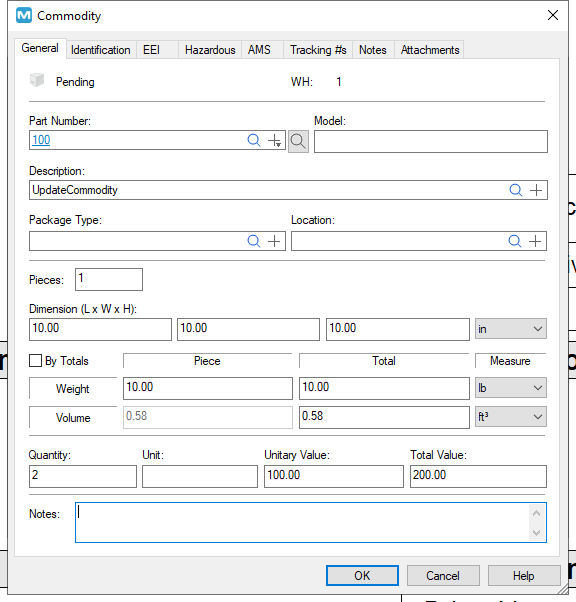 Commodity
General Identification EEI Hazardous AMS Tracking #s Notes Attachments
Pending WH: 1
Part Number: Model:
100
Description:
UpdateCommodity
Package Type: Location:
Pieces: 1
Dimension (L x W x H):
10.00 10.00 10.00 in
By Totals Piece Total Measure
Weight 10.00 10.00 lb
Volume 0.58 0.58 ft³
Quantity: Unit: Unitary Value: Total Value:
2 100.00 200.00
Notes:
OK Cancel Help